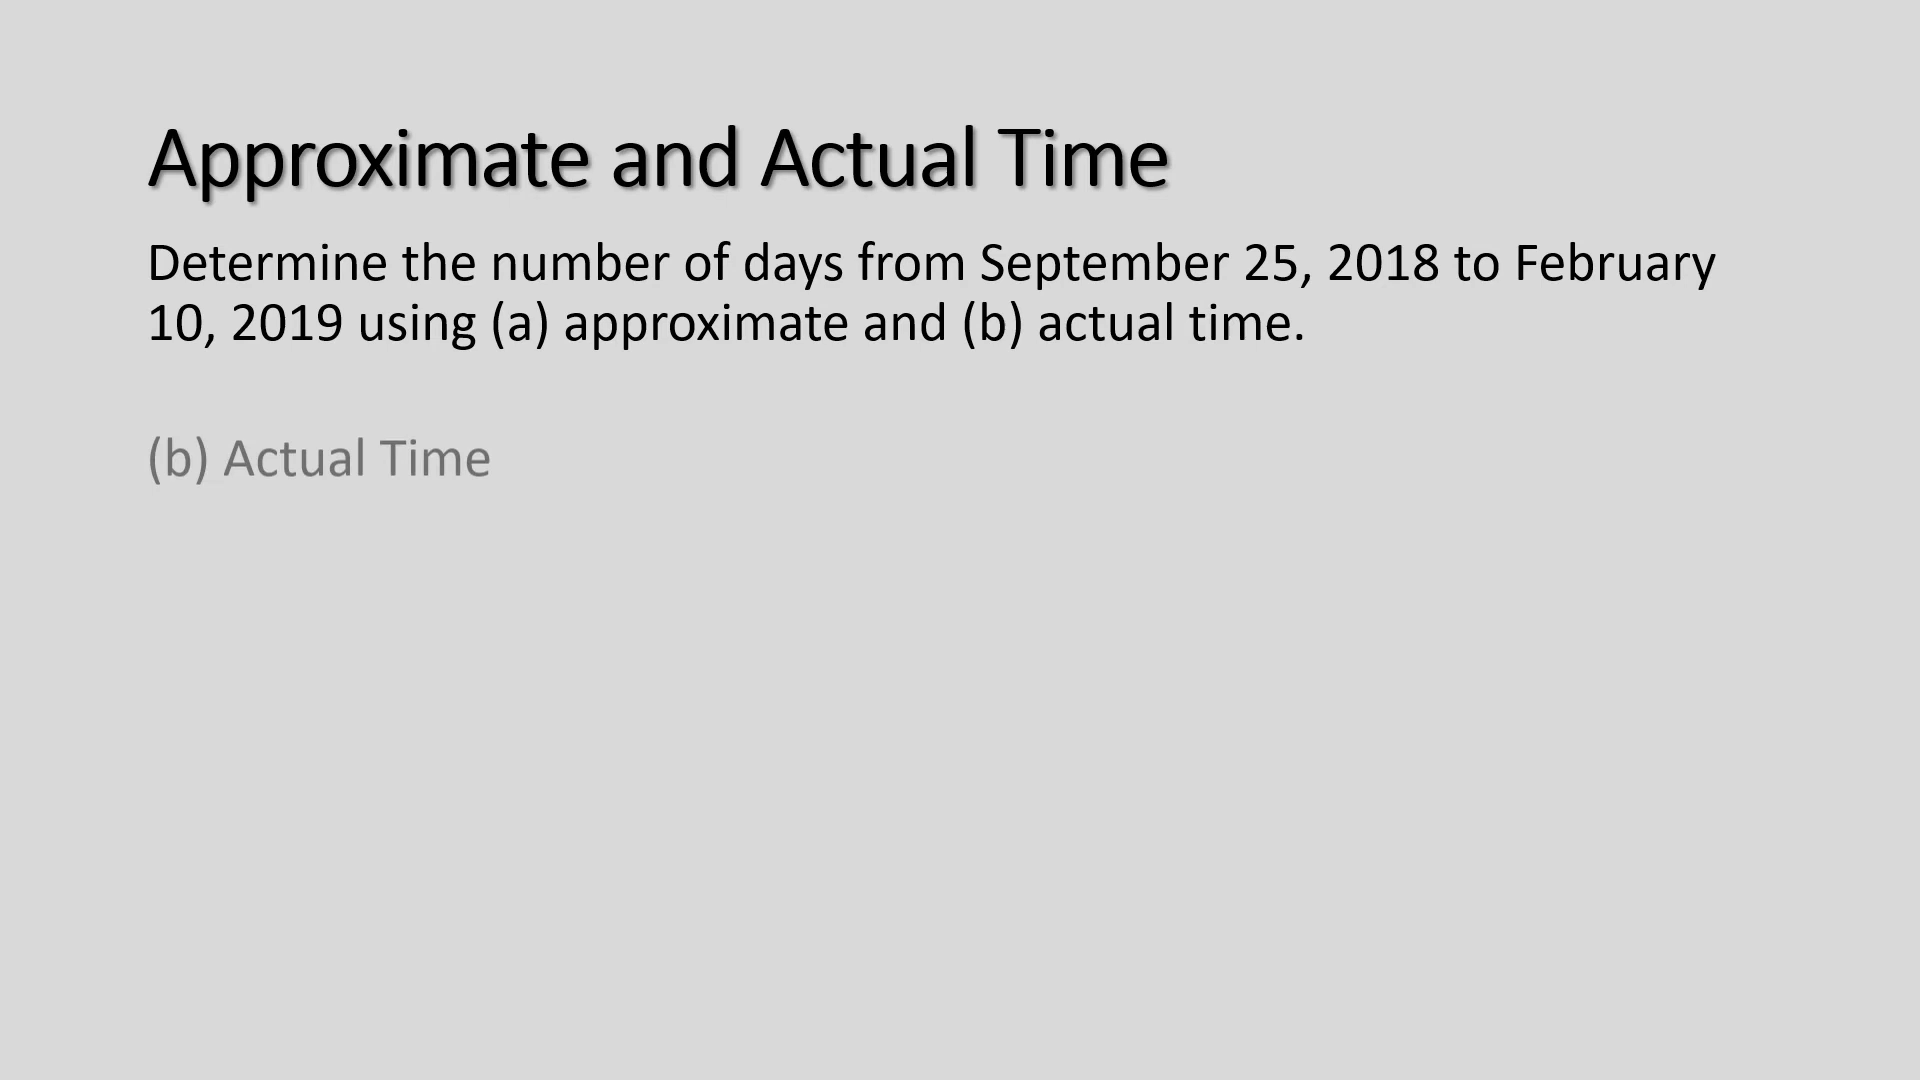 Approximate and Actual Time
Determine the number of days from September 25, 2018 to February
10, 2019 using (a) approximate and (b) actual time.
(b) Actual Time